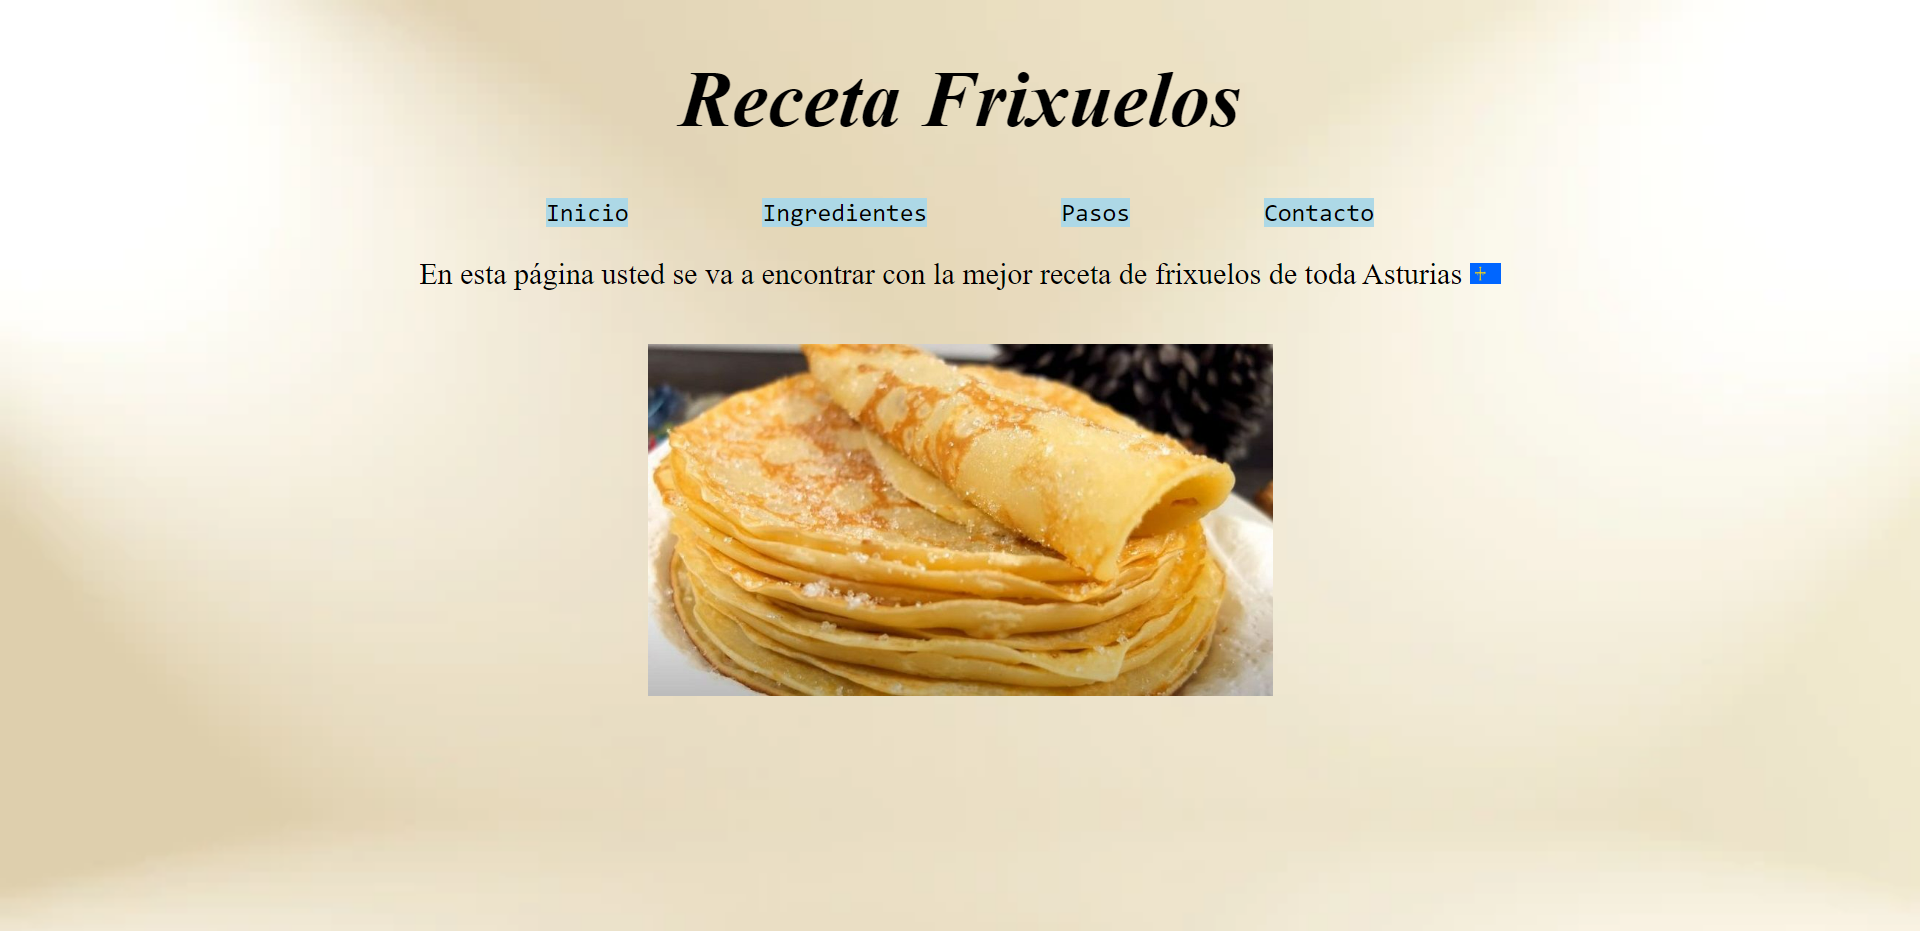 Receta Frixuelos
Inicio Ingredientes Pasos Contacto
En esta página usted se va a encontrar con la mejor receta de frixuelos de toda Asturias